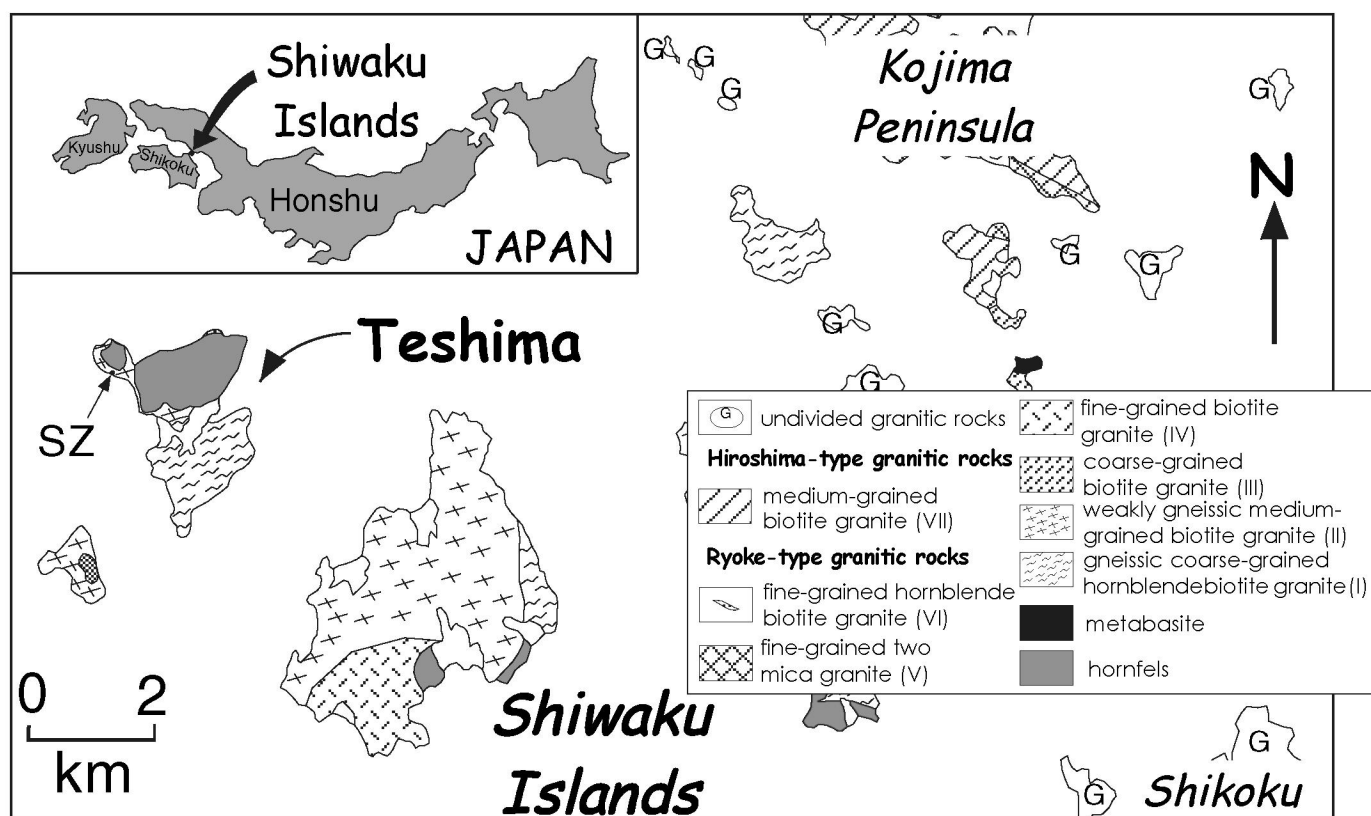 Shiwaku
Islands
Kyushu
Shikoku
Honshu
JAPAN
G
G
G
Kojima
Peninsula
G
N
G
G
G
G
Teshima
SZ
G
undivided granitic rocks
Hiroshima-type granitic rocks
medium-grained
biotite granite (VII)
Ryoke-type granitic rocks
fine-grained hornblende
biotite granite (VI)
fine-grained two
mica granite (V)
fine-grained biotite
granite (IV)
coarse-grained
biotite granite (III)
weakly gneissic medium-
grained biotite granite (II)
gneissic coarse-grained
hornblendebiotite granite(I)
metabasite
hornfels
0 2
km
Shiwaku
Islands
G
G
Shikoku